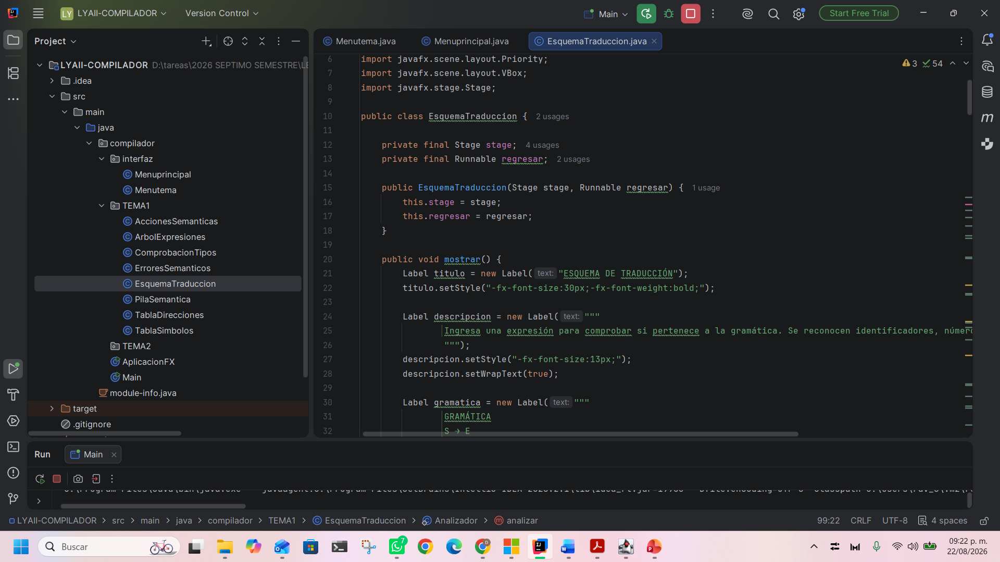 LY LYAII-COMPILADOR Version Control Main Start Free Trial
Project
LYAII-COMPILADOR D:\tareas\2026 SEPTIMO SEMESTRE\LE
.idea
src
main
java
compilador
interfaz
Menuprincipal
Menutema
TEMA1
AccionesSemanticas
ArbolExpresiones
ComprobacionTipos
ErroresSemanticos
EsquemaTraduccion
PilaSemantica
TablaDirecciones
TablaSimbolos
TEMA2
AplicacionFX
Main
module-info.java
target
.gitignore
Menutema.java Menuprincipal.java EsquemaTraduccion.java
3 54
6 import javafx.scene.layout.Priority;
7 import javafx.scene.layout.VBox;
8 import javafx.stage.Stage;
9
10 public class EsquemaTraduccion { 2 usages
11
12 private final Stage stage; 4 usages
13 private final Runnable regresar; 2 usages
14
15 public EsquemaTraduccion(Stage stage, Runnable regresar) { 1 usage
16 this.stage = stage;
17 this.regresar = regresar;
18 }
19
20 public void mostrar() {
21 Label titulo = new Label( text: "ESQUEMA DE TRADUCCIÓN");
22 titulo.setStyle("-fx-font-size:30px;-fx-font-weight:bold;");
23
24 Label descripcion = new Label( text: """
25 Ingresa una expresión para comprobar si pertenece a la gramática. Se reconocen identificadores, númer
26 """);
27 descripcion.setStyle("-fx-font-size:13px;");
28 descripcion.setWrapText(true);
29
30 Label gramatica = new Label( text: """
31 GRAMÁTICA
32 S → E
Run Main
LYAII-COMPILADOR > src > main > java > compilador > TEMA1 > EsquemaTraduccion > Analizador > analizar 99:22 CRLF UTF-8 4 spaces
Buscar
7
09:22 p. m.
22/08/2026